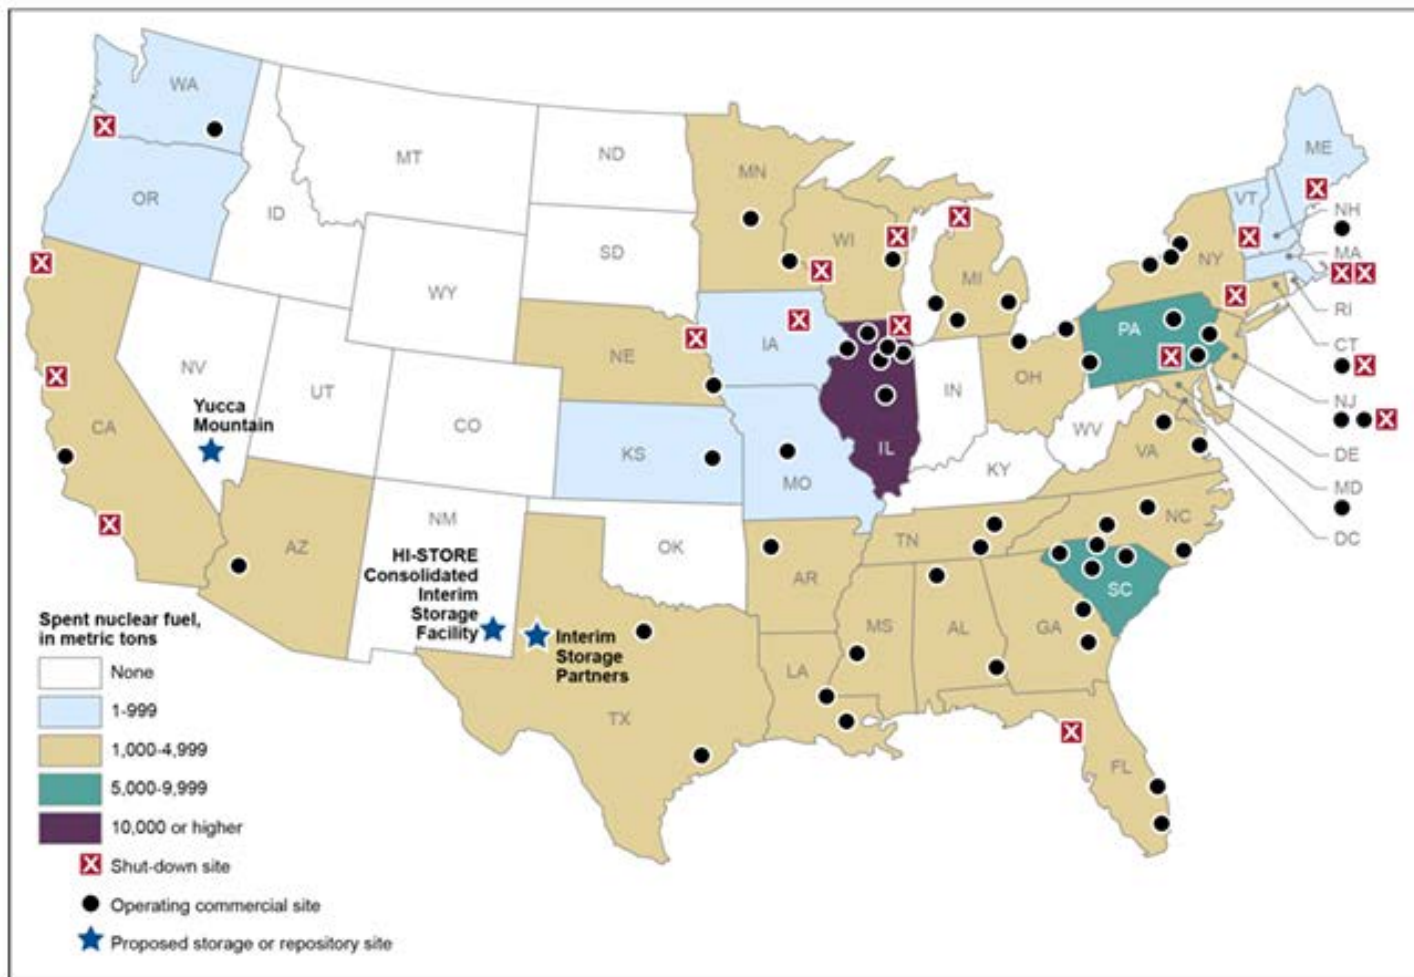 WA
MT
ND
MN
ME
OR
ID
SD
WI
MI
VT
NH
NY
MA
RI
WY
IA
NE
PA
CT
NV
UT
CO
IL
IN
OH
NJ
Yucca
Mountain
CA
KS
MO
KY
WV
VA
DE
MD
DC
AZ
NM
OK
AR
TN
NC
SC
HI-STORE
Consolidated
Interim
Storage
Facility
Interim
Storage
Partners
TX
LA
MS
AL
GA
FL
Spent nuclear fuel,
in metric tons
None
1-999
1,000-4,999
5,000-9,999
10,000 or higher
Shut-down site
Operating commercial site
Proposed storage or repository site